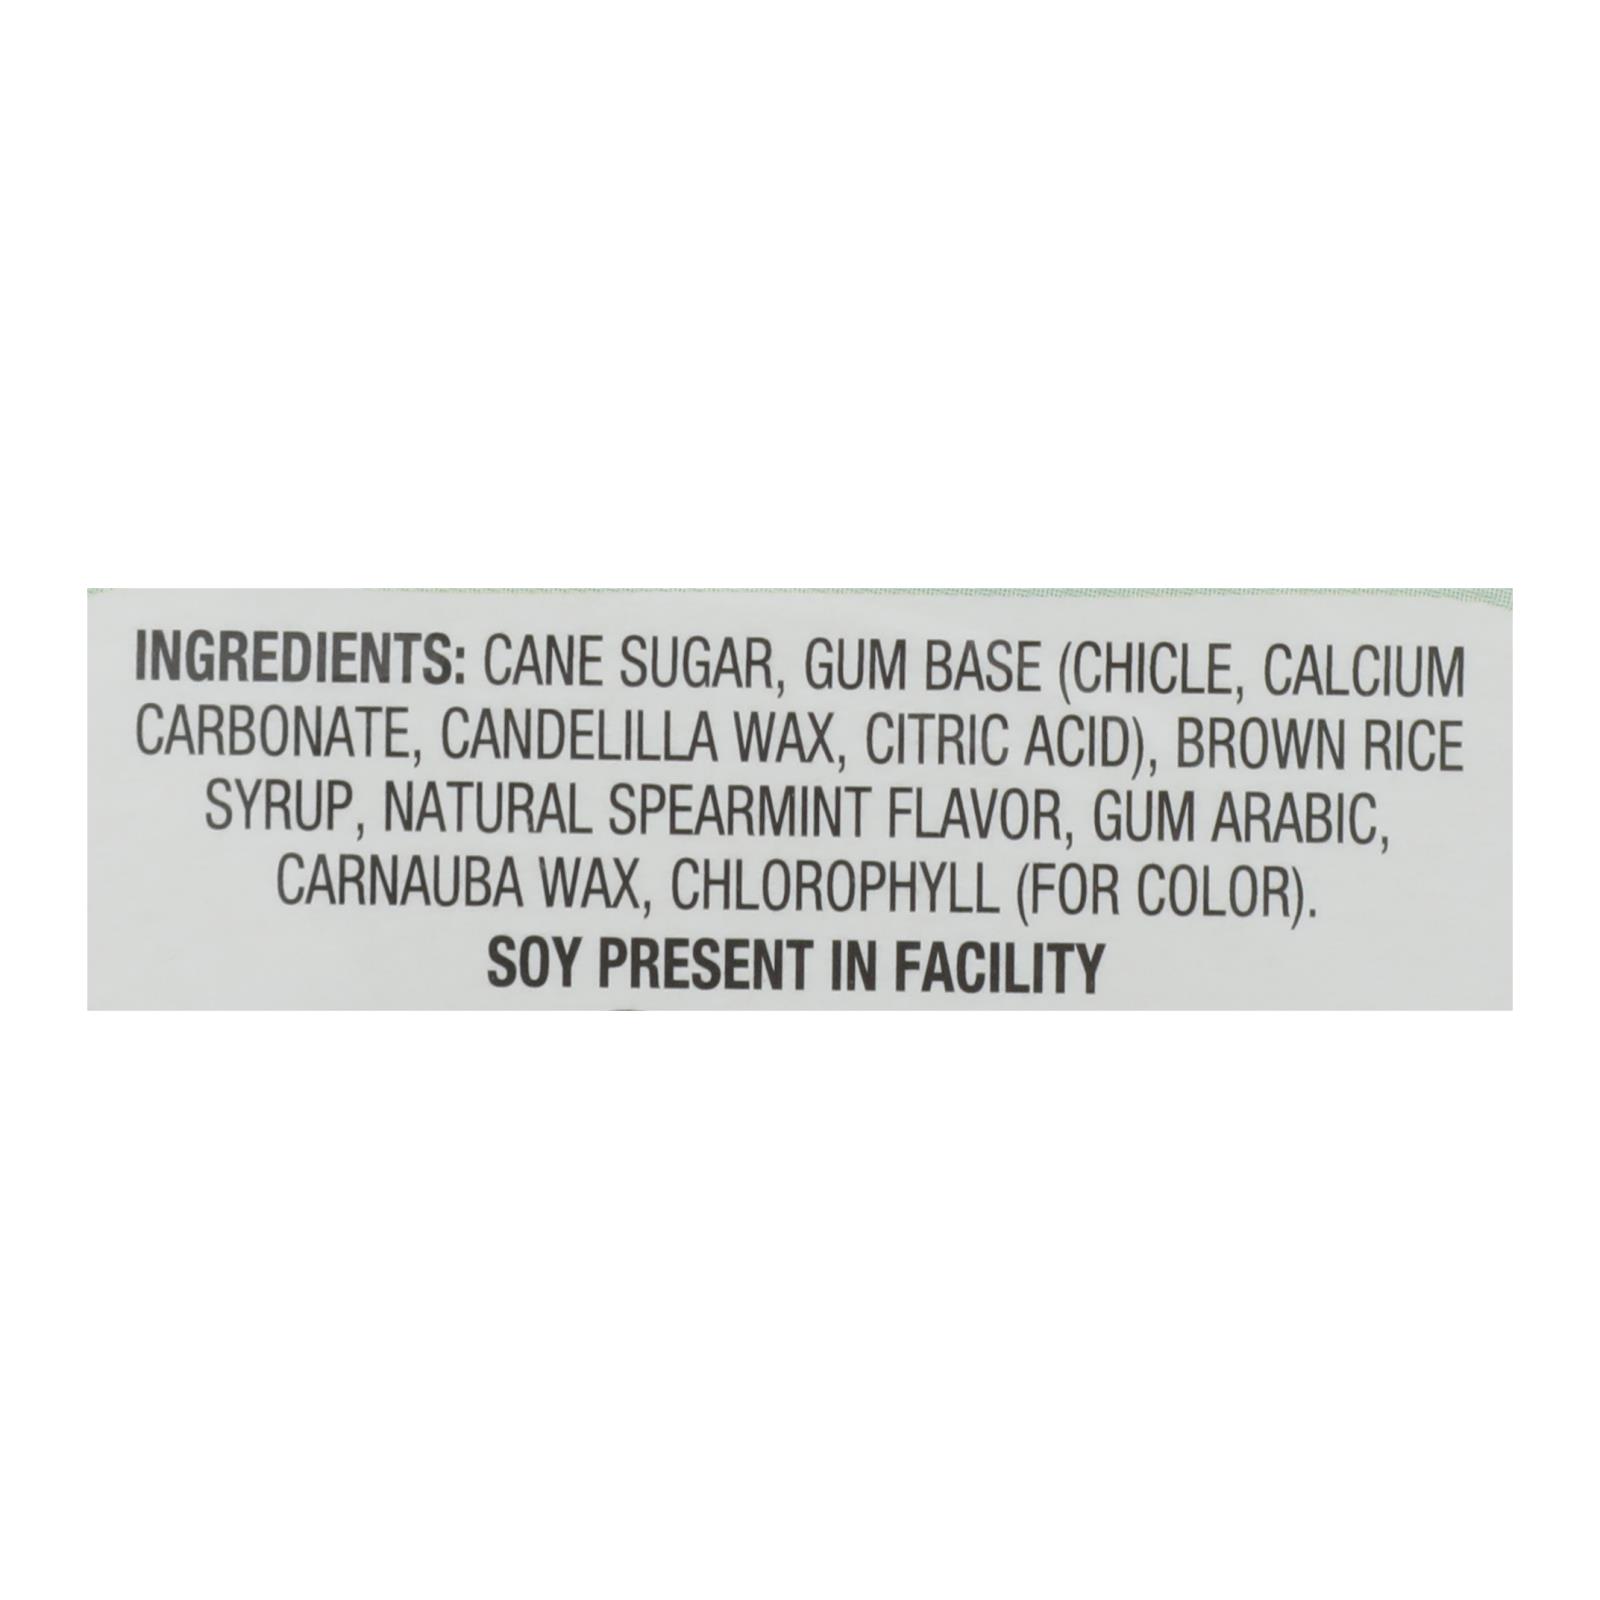 INGREDIENTS: CANE SUGAR, GUM BASE (CHICLE, CALCIUM
CARBONATE, CANDELILLA WAX, CITRIC ACID), BROWN RICE
SYRUP, NATURAL SPEARMINT FLAVOR, GUM ARABIC,
CARNAUBA WAX, CHLOROPHYLL (FOR COLOR).
SOY PRESENT IN FACILITY